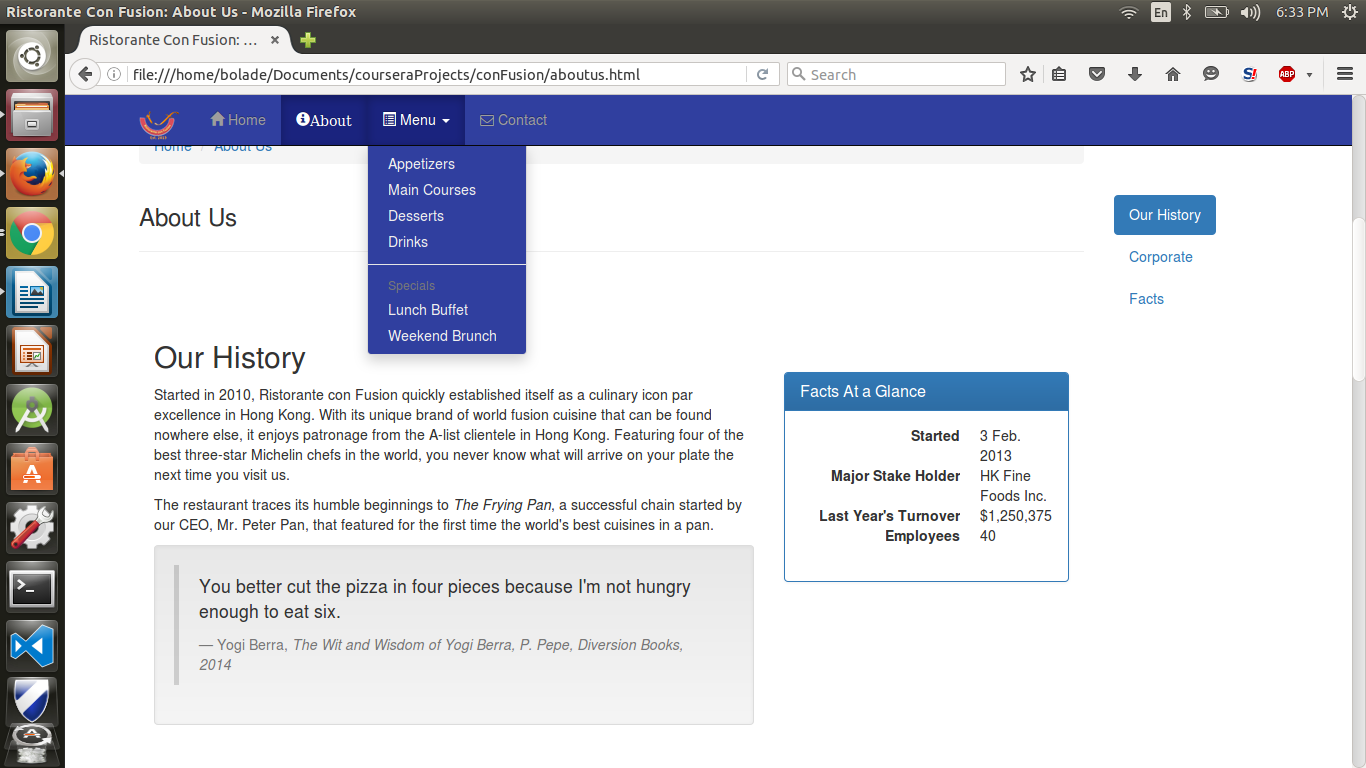 Ristorante Con Fusion: About Us - Mozilla Firefox
En
6:33 PM
Ristorante Con Fusion: ...
file:///home/bolade/Documents/courseraProjects/conFusion/aboutus.html
Search
ABP
Home
About
Menu
Contact
Home / About Us
Appetizers
Main Courses
Desserts
Drinks
Specials
Lunch Buffet
Weekend Brunch
About Us
Our History
Corporate
Facts
Our History
Started in 2010, Ristorante con Fusion quickly established itself as a culinary icon par
excellence in Hong Kong. With its unique brand of world fusion cuisine that can be found
nowhere else, it enjoys patronage from the A-list clientele in Hong Kong. Featuring four of the
best three-star Michelin chefs in the world, you never know what will arrive on your plate the
next time you visit us.
The restaurant traces its humble beginnings to The Frying Pan, a successful chain started by
our CEO, Mr. Peter Pan, that featured for the first time the world's best cuisines in a pan.
You better cut the pizza in four pieces because I'm not hungry
enough to eat six.
— Yogi Berra, The Wit and Wisdom of Yogi Berra, P. Pepe, Diversion Books,
2014
Facts At a Glance
Started 3 Feb.
2013
Major Stake Holder HK Fine
Foods Inc.
Last Year's Turnover $1,250,375
Employees 40